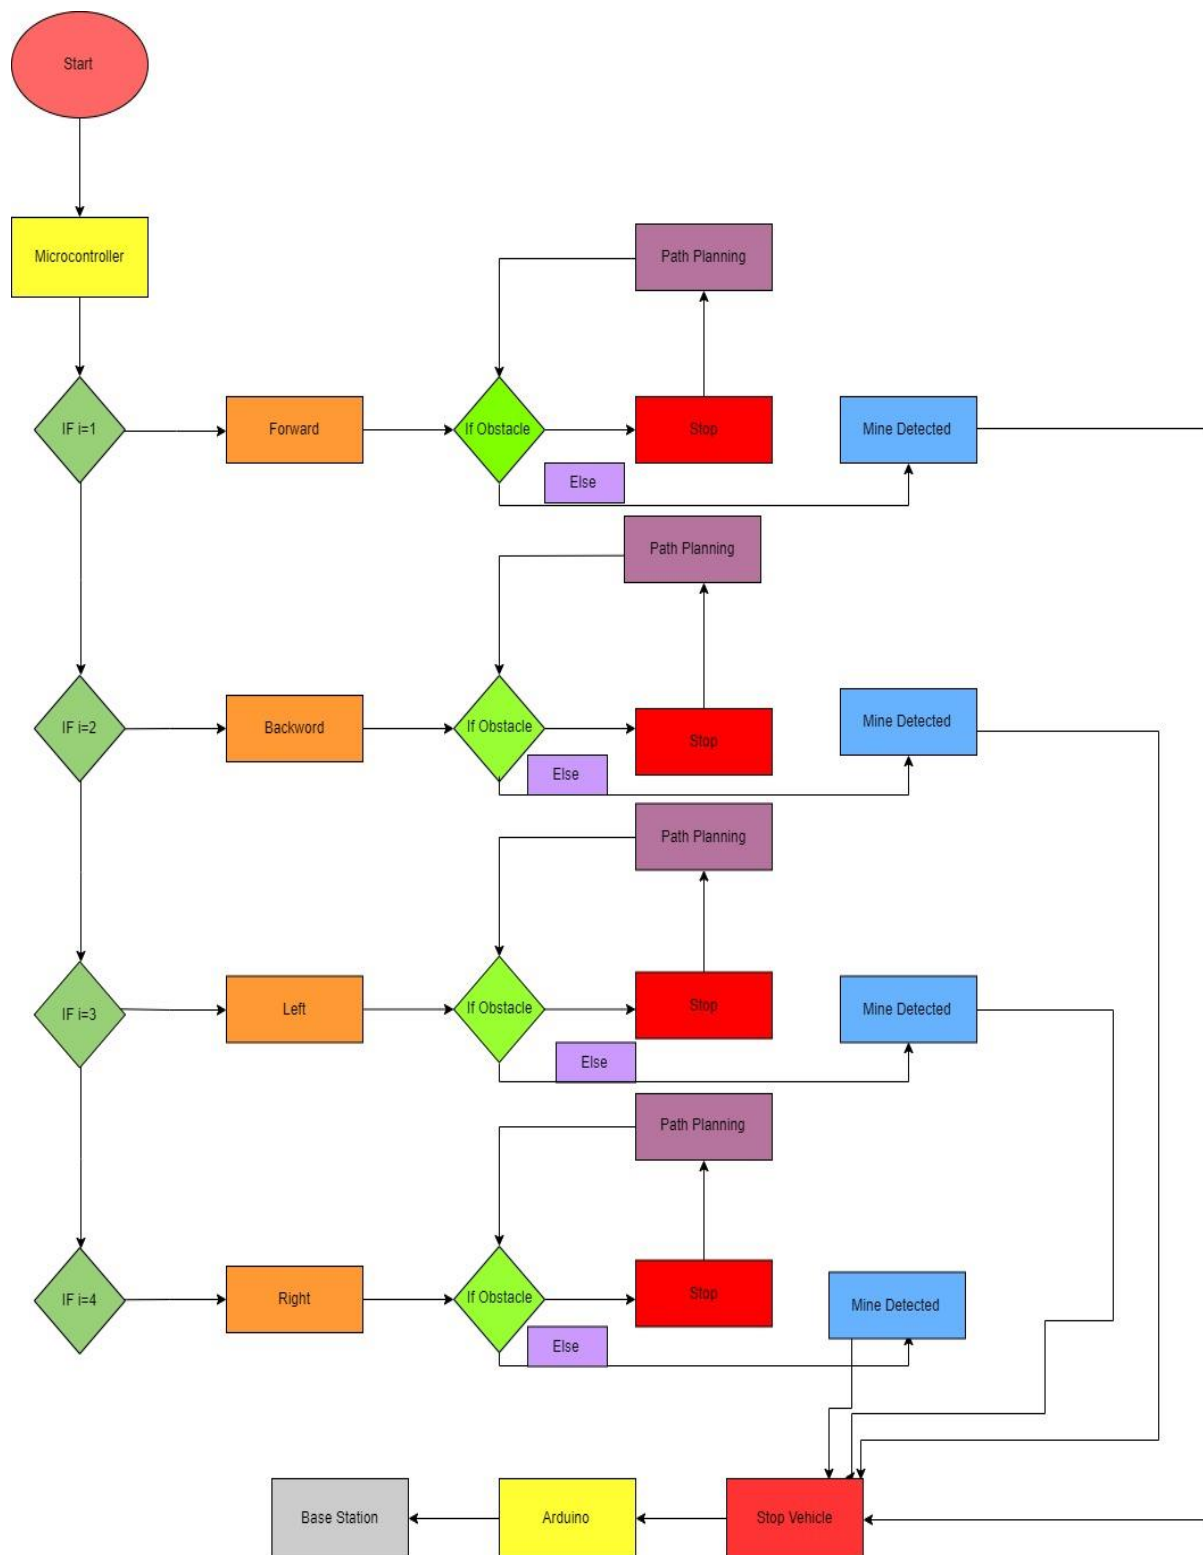 Start
Microcontroller
Path Planning
IF i=1
Forward
If Obstacle
Stop
Mine Detected
Else
Path Planning
IF i=2
Backword
If Obstacle
Stop
Mine Detected
Else
Path Planning
IF i=3
Left
If Obstacle
Stop
Mine Detected
Else
Path Planning
IF i=4
Right
If Obstacle
Stop
Mine Detected
Else
Base Station
Arduino
Stop Vehicle